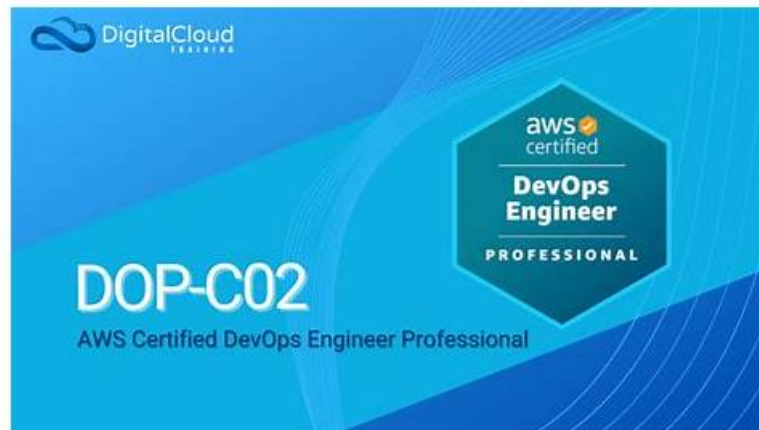 DigitalCloud
TRAINING
aws
certified
DevOps
Engineer
PROFESSIONAL
DOP-C02
AWS Certified DevOps Engineer Professional